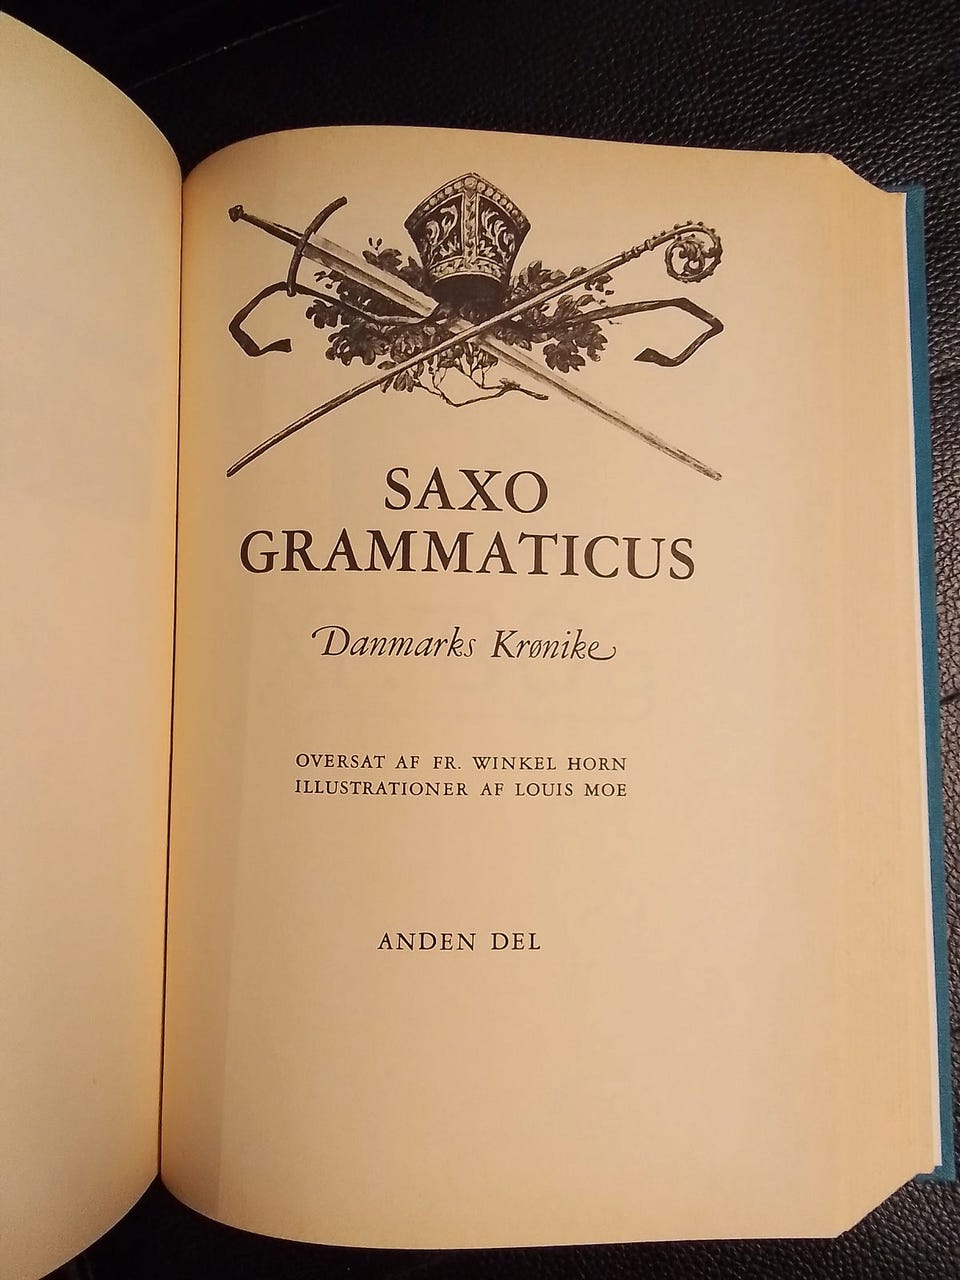 SAXO
GRAMMATICUS
Danmarks Krønike
OVERSAT AF FR. WINKEL HORN
ILLUSTRATIONER AF LOUIS MOE
ANDEN DEL